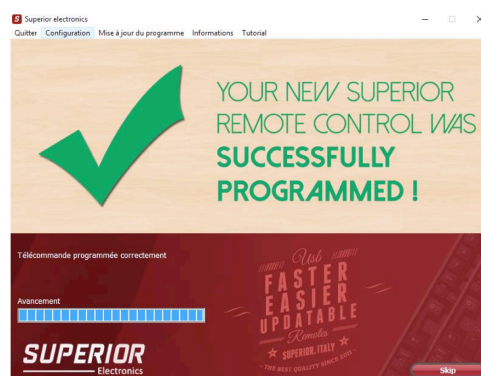 Superior electronics
Quitter Configuration Mise à jour du programme Informations Tutorial
YOUR NEW SUPERIOR
REMOTE CONTROL WAS
SUCCESSFULLY
PROGRAMMED !
Télécommande programmée correctement
Avancement
Usb
FASTER
EASIER
UPDATABLE
Remotes
SUPERIOR, ITALY
THE BEST QUALITY SINCE
SUPERIOR
Electronics
Skip